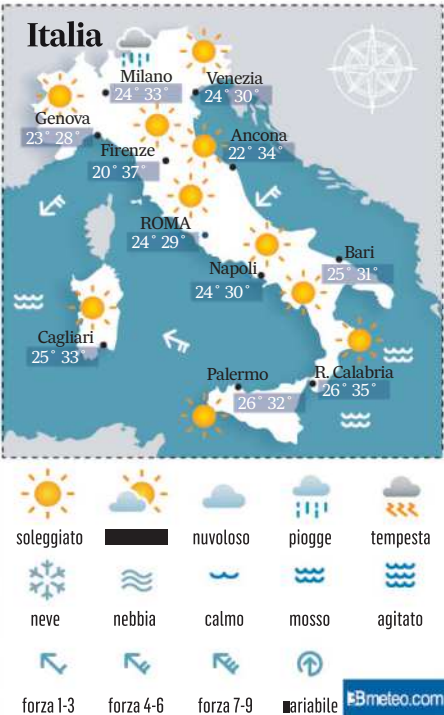 Italia
Milano
24° 33°
Venezia
24° 30°
Genova
23° 28°
Firenze
20° 37°
Ancona
22° 34°
ROMA
24° 29°
Napoli
24° 30°
Bari
25° 31°
Cagliari
25° 33°
Palermo
26° 32°
R. Calabria
26° 35°
soleggiato nuvoloso piogge tempesta
neve nebbia calmo mosso agitato
forza 1-3 forza 4-6 forza 7-9 ariabile
3Bmeteo.com